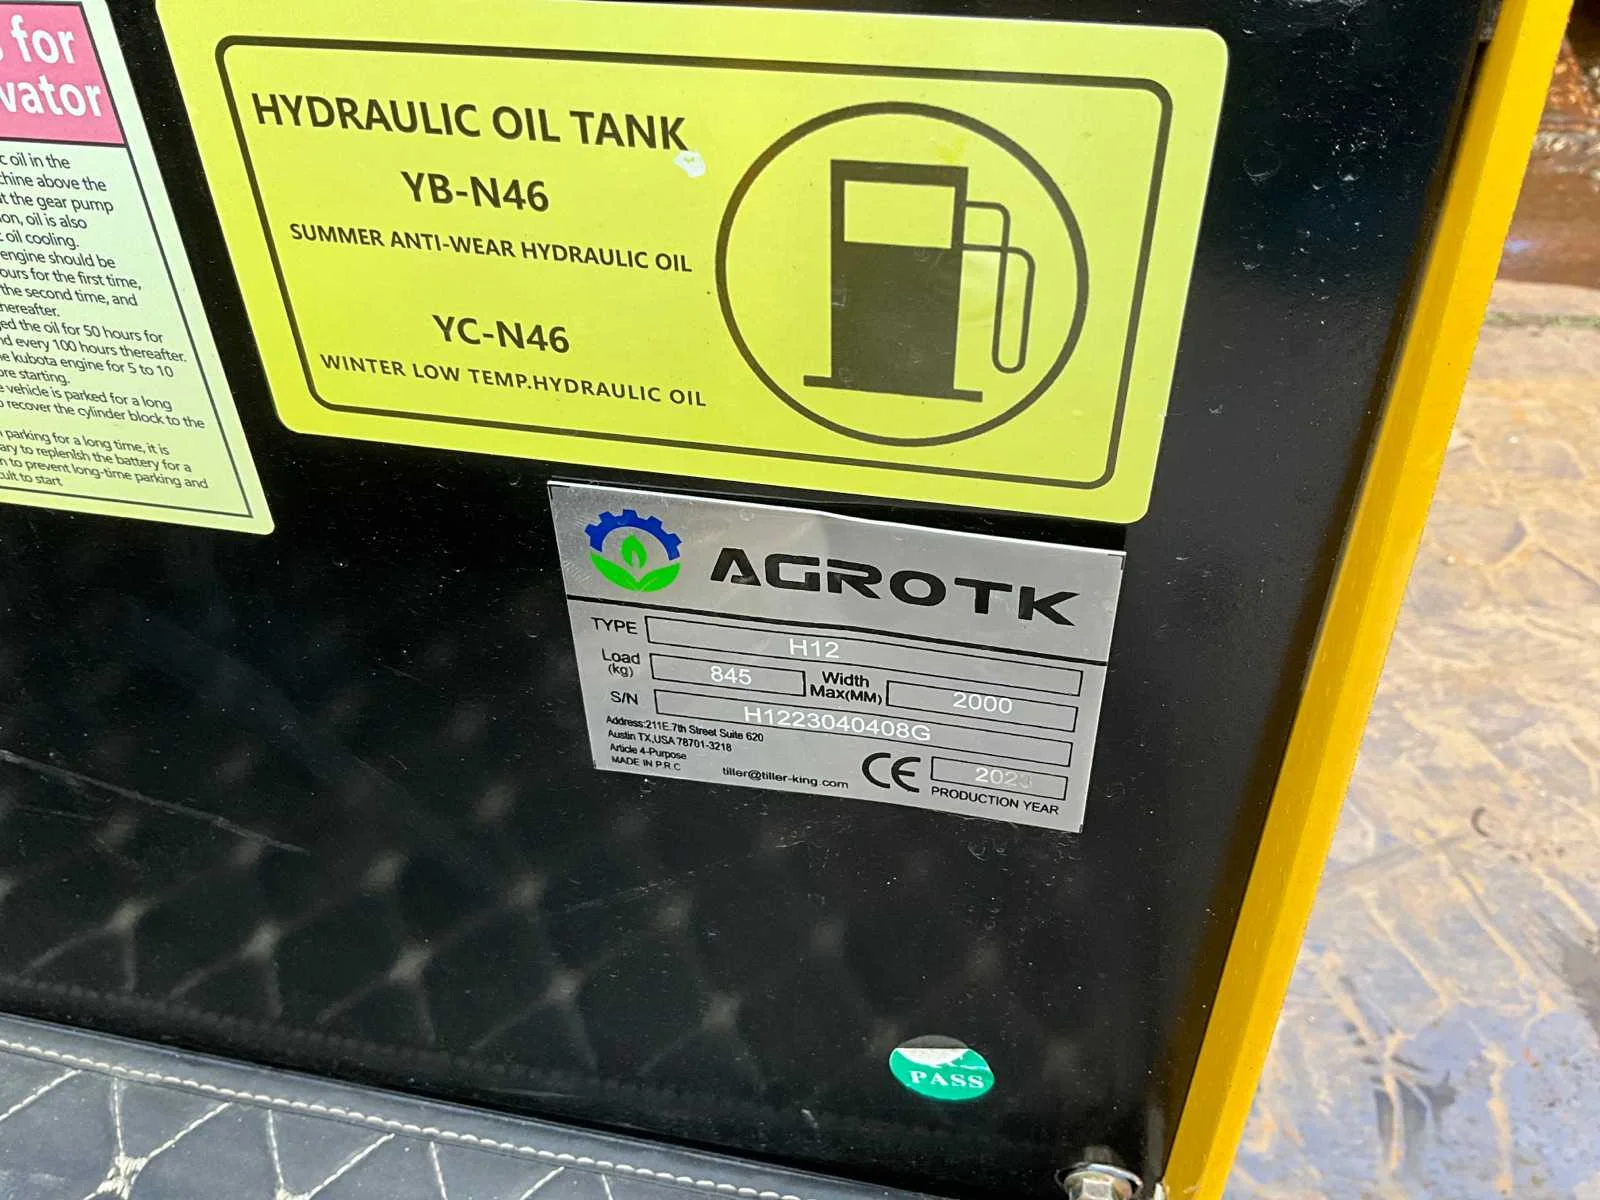 s for
vator
c oil in the
chine above the
t the gear pump
ion, oil is also
oil cooling.
engine should be
ours for the first time,
the second time, and
hereafter.
ed the oil for 50 hours for
nd every 100 hours thereafter.
e kubota engine for 5 to 10
ore starting.
e vehicle is parked for a long
o recover the cylinder block to the
parking for a long time, it is
ary to replenlsh the battery for a
n to prevent long-time parking and
cult to start
HYDRAULIC OIL TANK
YB-N46
SUMMER ANTI-WEAR HYDRAULIC OIL
YC-N46
WINTER LOW TEMP.HYDRAULIC OIL
AGROTK
TYPE H12
Load (kg) 845 Width Max(MM) 2000
S/N H1223040408G
Address:211E.7th Street Suite 620
Austin TX,USA 78701-3218
Article 4-Purpose
MADE IN P.R.C
tiller@tiller-king.com
CE
2023
PRODUCTION YEAR
PASS